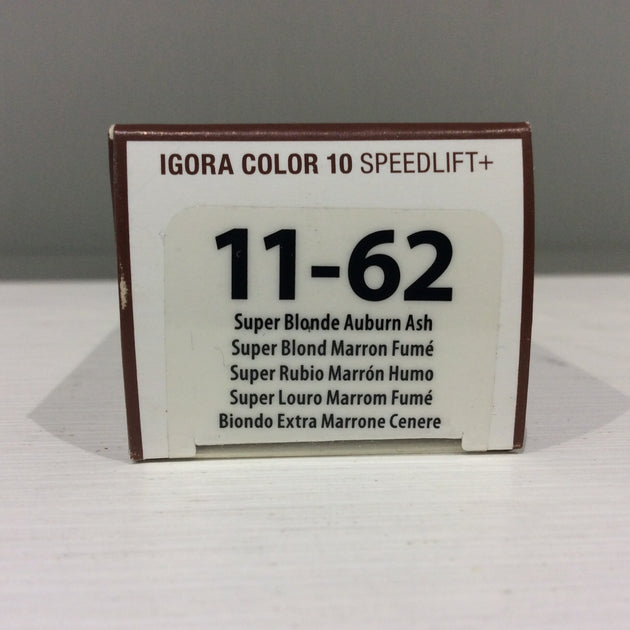 IGORA COLOR 10 SPEEDLIFT+
11-62
Super Blonde Auburn Ash
Super Blond Marron Fumé
Super Rubio Marrón Humo
Super Louro Marrom Fumé
Biondo Extra Marrone Cenere